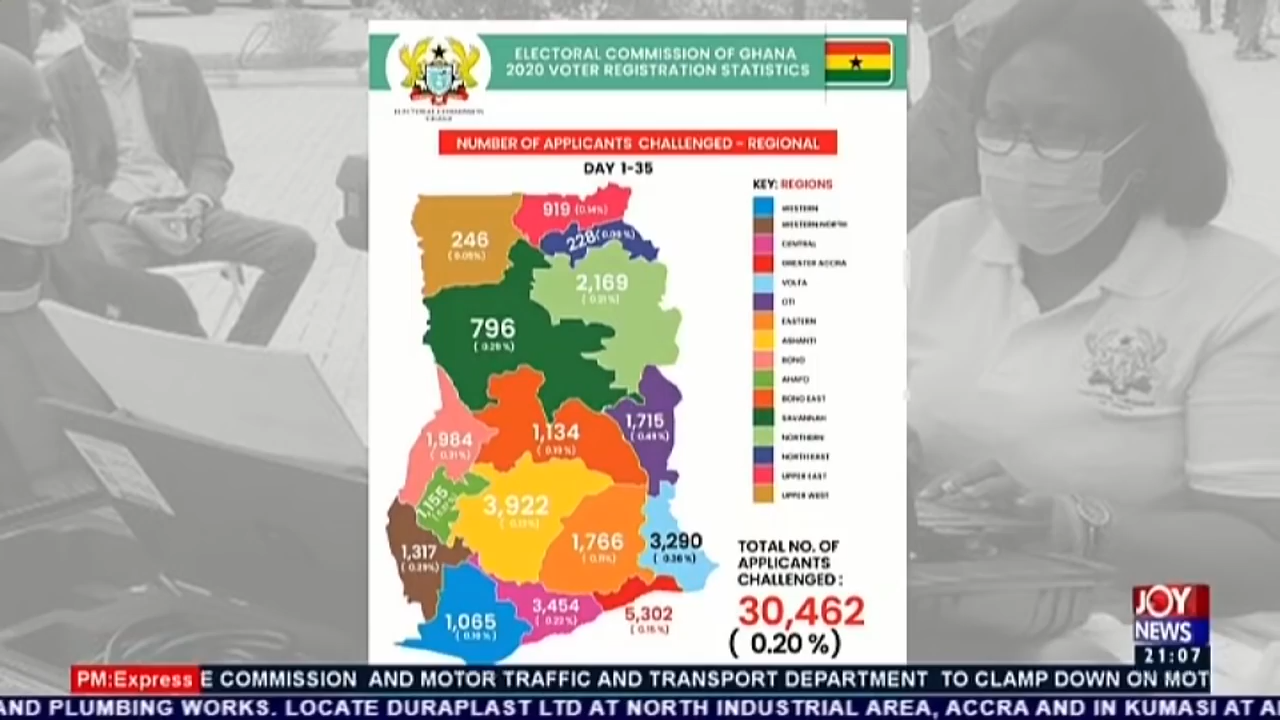 ELECTORAL COMMISSION OF GHANA
2020 VOTER REGISTRATION STATISTICS
ELECTORAL COMMISSION
GHANA
NUMBER OF APPLICANTS CHALLENGED - REGIONAL
DAY 1-35
KEY: REGIONS
WESTERN
WESTERN NORTH
CENTRAL
GREATER ACCRA
VOLTA
OTI
EASTERN
ASHANTI
BONO
AHAFO
BONO EAST
SAVANNAH
NORTHERN
NORTH EAST
UPPER EAST
UPPER WEST
919 (0.14%)
246
228
2,169
796
1,715
1,984
1,134
1,155
3,922
1,766
3,290
1,317
1,065
3,454
5,302
TOTAL NO. OF
APPLICANTS
CHALLENGED:
30,462
( 0.20 %)
JOY
NEWS
21:07
PM:Express E COMMISSION AND MOTOR TRAFFIC AND TRANSPORT DEPARTMENT TO CLAMP DOWN ON MOT
AND PLUMBING WORKS. LOCATE DURAPLAST LTD AT NORTH INDUSTRIAL AREA, ACCRA AND IN KUMASI AT A